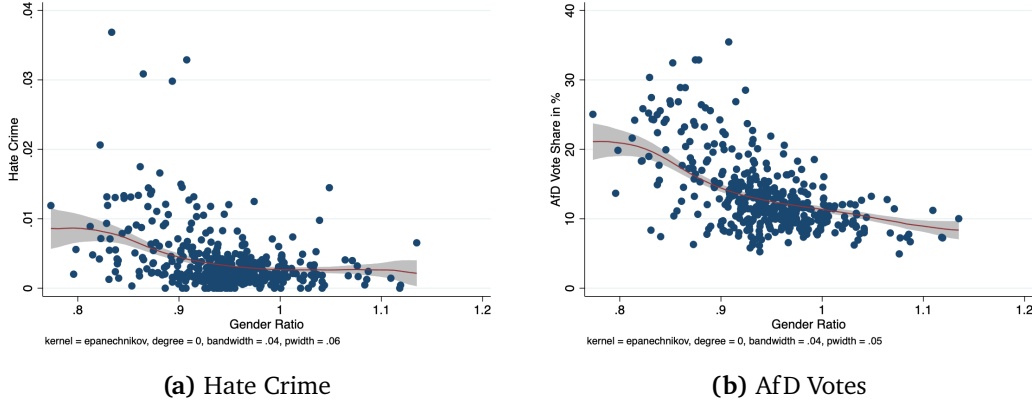 .04
.03
.02
.01
0
Hate Crime
.8 .9 1 1.1 1.2
Gender Ratio
kernel = epanechnikov, degree = 0, bandwidth = .04, pwidth = .06
(a) Hate Crime
40
30
20
10
0
AfD Vote Share in %
.8 .9 1 1.1 1.2
Gender Ratio
kernel = epanechnikov, degree = 0, bandwidth = .04, pwidth = .05
(b) AfD Votes